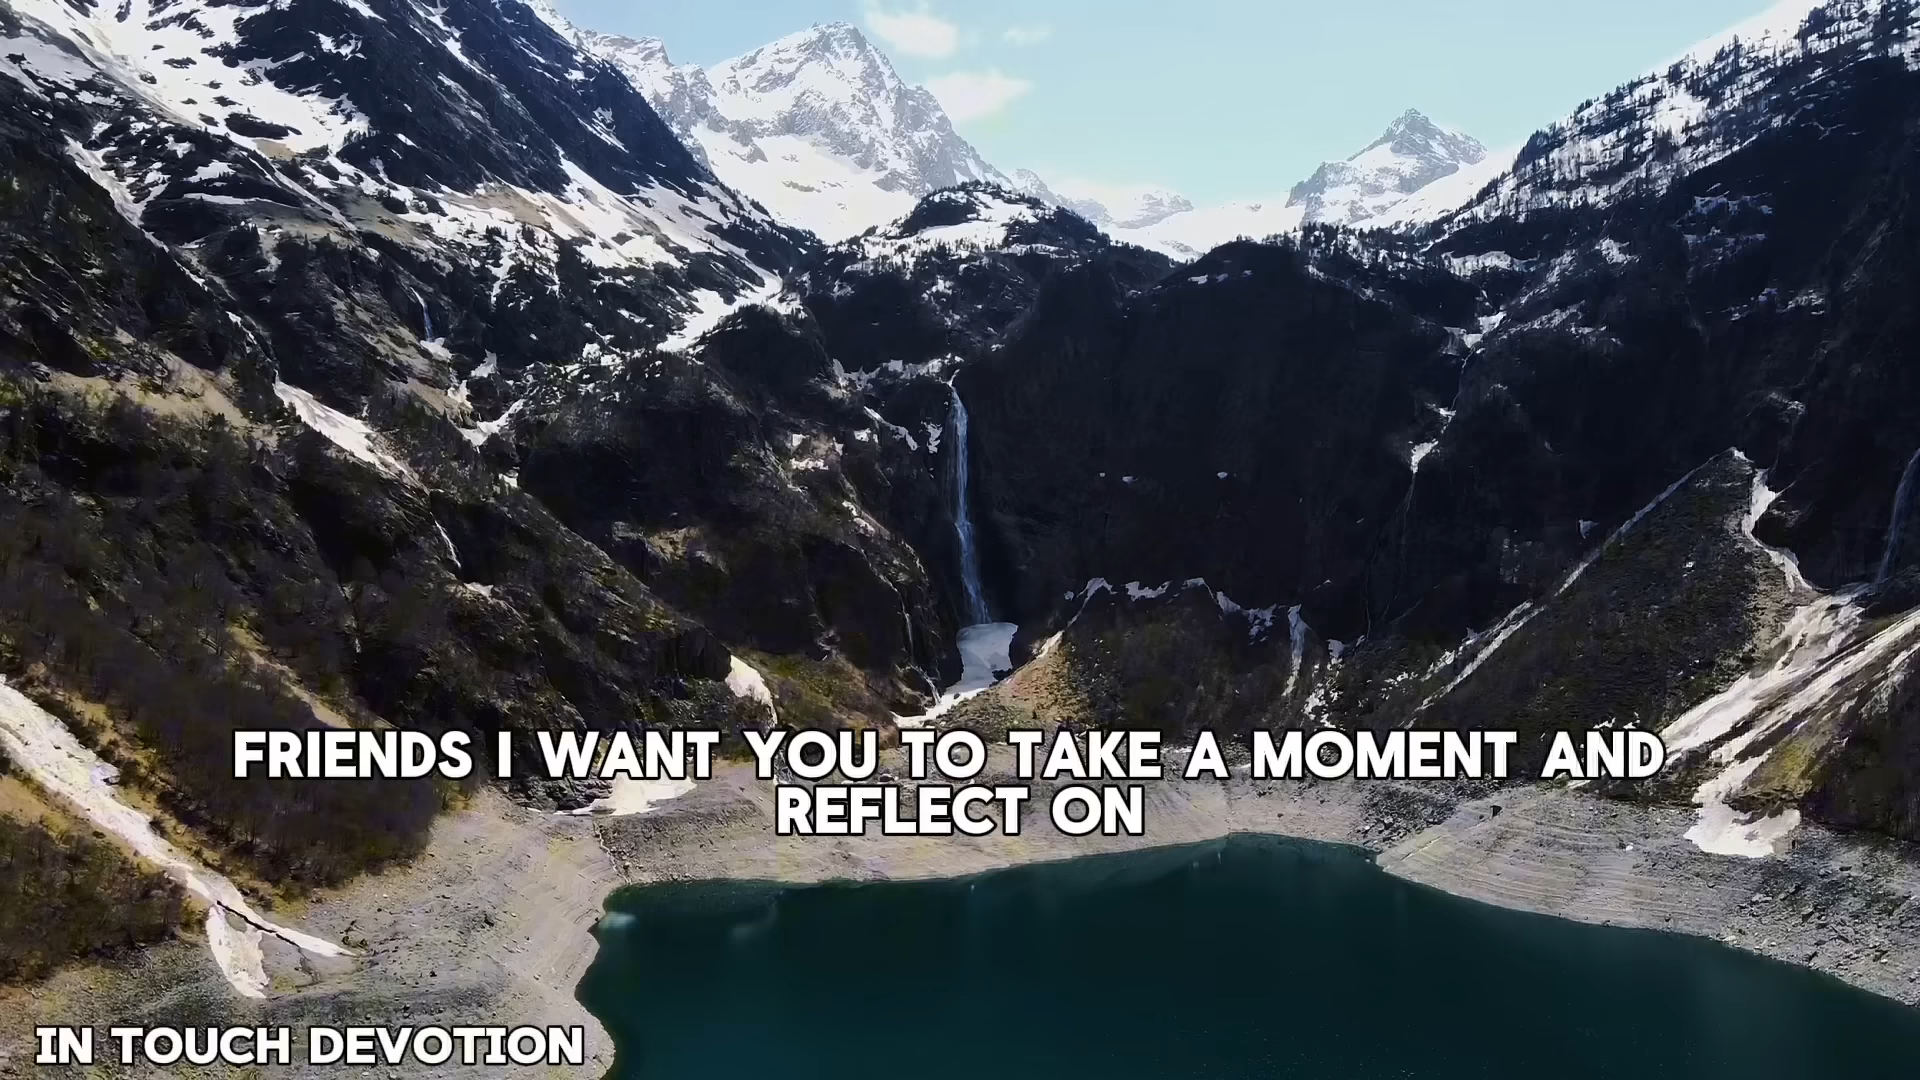 FRIENDS I WANT YOU TO TAKE A MOMENT AND
REFLECT ON
IN TOUCH DEVOTION